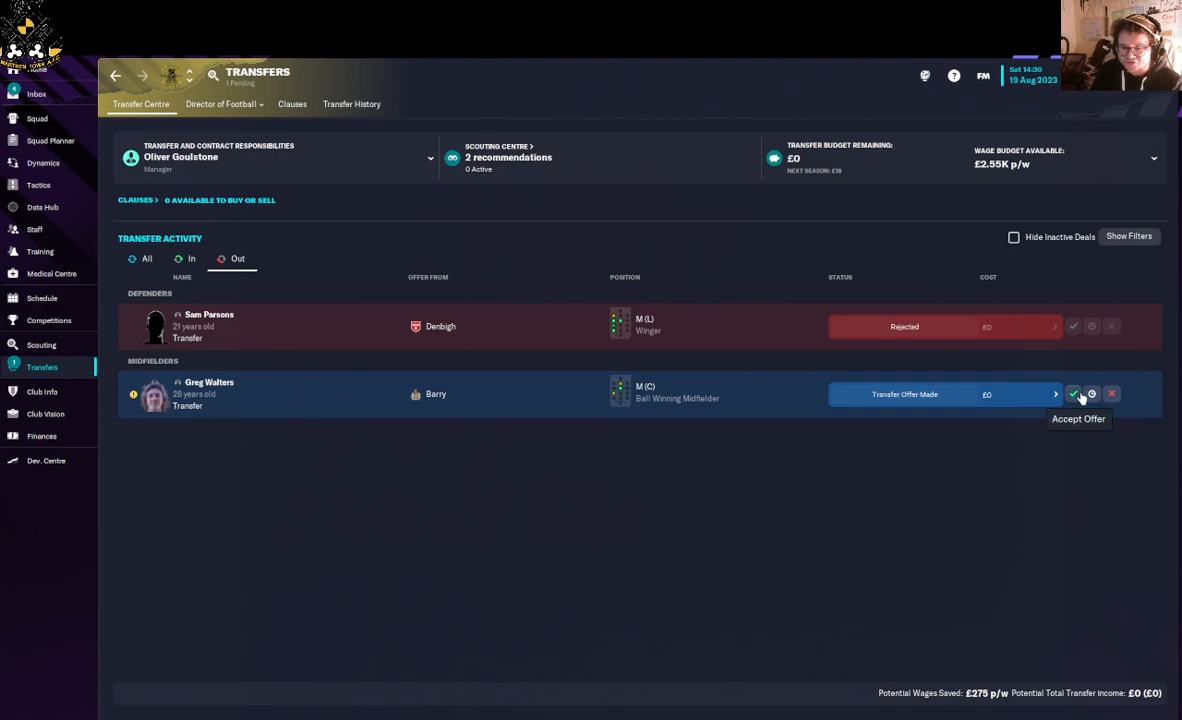 MARTHEN TOWN A.F.C
Home
Inbox
4
Squad
Squad Planner
Dynamics
Tactics
Data Hub
Staff
Training
Medical Centre
Schedule
Competitions
Scouting
Transfers
1
Club Info
Club Vision
Finances
Dev. Centre
TRANSFERS
1 Pending
FM
Sat 14:30
19 Aug 2023
Transfer Centre
Director of Football
Clauses
Transfer History
TRANSFER AND CONTRACT RESPONSIBILITIES
Oliver Goulstone
Manager
SCOUTING CENTRE >
2 recommendations
0 Active
TRANSFER BUDGET REMAINING:
£0
NEXT SEASON: £18
WAGE BUDGET AVAILABLE:
£2.55K p/w
CLAUSES > 0 AVAILABLE TO BUY OR SELL
TRANSFER ACTIVITY
Hide Inactive Deals
Show Filters
All
In
Out
NAME
OFFER FROM
POSITION
STATUS
COST
DEFENDERS
Sam Parsons
21 years old
Transfer
Denbigh
M (L)
Winger
Rejected
£0
MIDFIELDERS
Greg Walters
28 years old
Transfer
Barry
M (C)
Ball Winning Midfielder
Transfer Offer Made
£0
Accept Offer
Potential Wages Saved: £275 p/w Potential Total Transfer Income: £0 (£0)